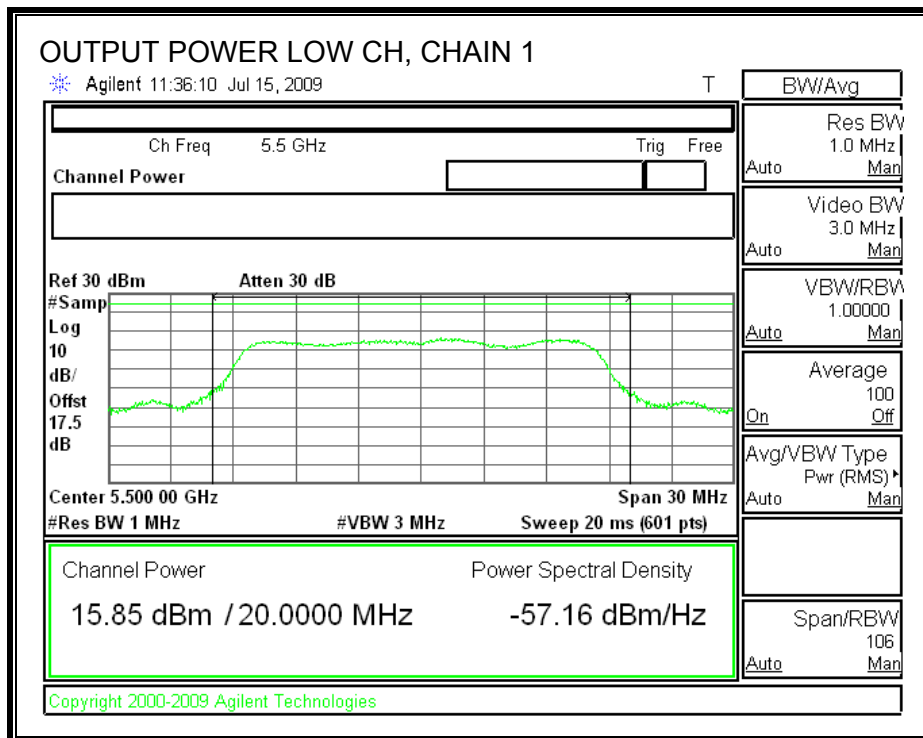 OUTPUT POWER LOW CH, CHAIN 1
Agilent 11:36:10 Jul 15, 2009 T
BW/Avg
Ch Freq 5.5 GHz Trig Free
Channel Power
Ref 30 dBm Atten 30 dB
#Samp
Log
10
dB/
Offst
17.5
dB
Center 5.500 00 GHz Span 30 MHz
#Res BW 1 MHz #VBW 3 MHz Sweep 20 ms (601 pts)
Channel Power Power Spectral Density
15.85 dBm / 20.0000 MHz -57.16 dBm/Hz
Copyright 2000-2009 Agilent Technologies
Res BW
1.0 MHz
Auto Man
Video BW
3.0 MHz
Auto Man
VBW/RBW
1.00000
Auto Man
Average
100
On Off
Avg/VBW Type
Pwr (RMS)
Auto Man
Span/RBW
106
Auto Man